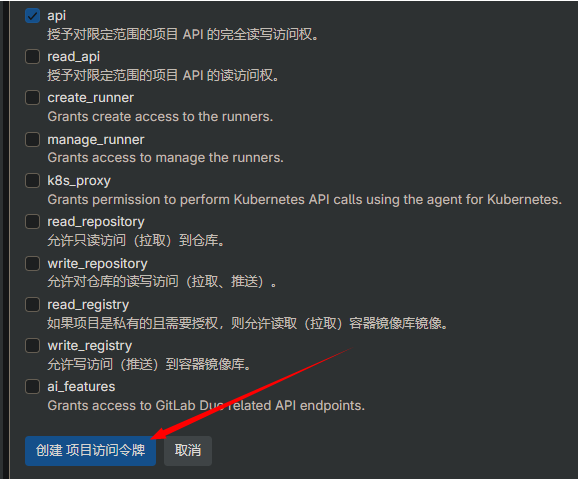 api
授予对限定范围的项目 API 的完全读写访问权。
read_api
授予对限定范围的项目 API 的读访问权。
create_runner
Grants create access to the runners.
manage_runner
Grants access to manage the runners.
k8s_proxy
Grants permission to perform Kubernetes API calls using the agent for Kubernetes.
read_repository
允许只读访问（拉取）到仓库。
write_repository
允许对仓库的读写访问（拉取、推送）。
read_registry
如果项目是私有的且需要授权，则允许读取（拉取）容器镜像库镜像。
write_registry
允许写访问（推送）到容器镜像库。
ai_features
Grants access to GitLab Duo related API endpoints.
创建 项目访问令牌 取消